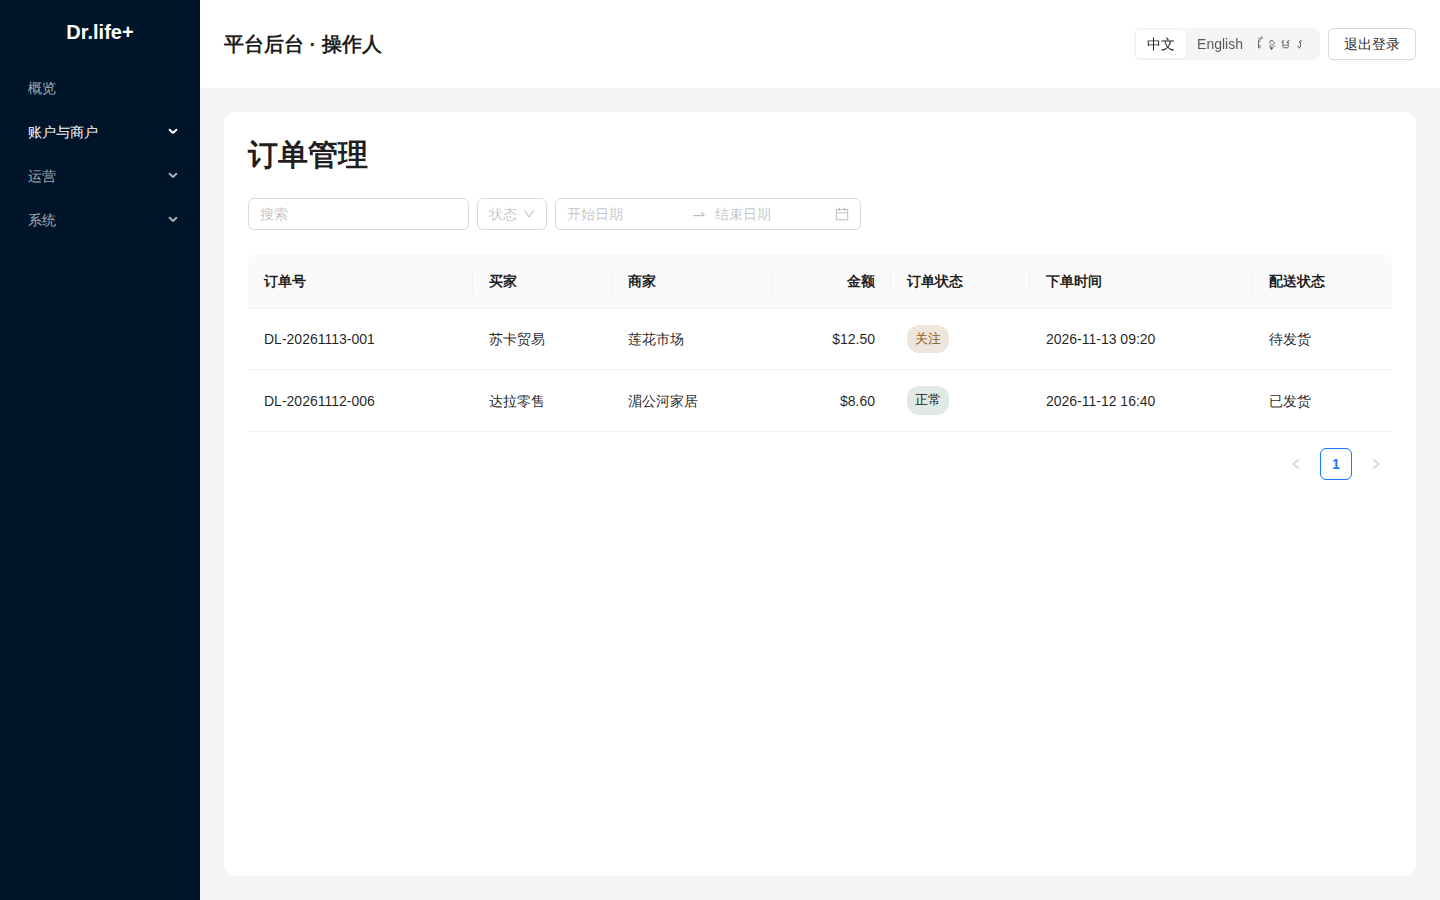 Dr.life+
概览
账户与商户
运营
系统
平台后台 · 操作人
中文 English ខ្មែរ 退出登录
订单管理
搜索 状态 开始日期 结束日期
订单号 买家 商家 金额 订单状态 下单时间 配送状态
DL-20261113-001 苏卡贸易 莲花市场 $12.50 关注 2026-11-13 09:20 待发货
DL-20261112-006 达拉零售 湄公河家居 $8.60 正常 2026-11-12 16:40 已发货
1